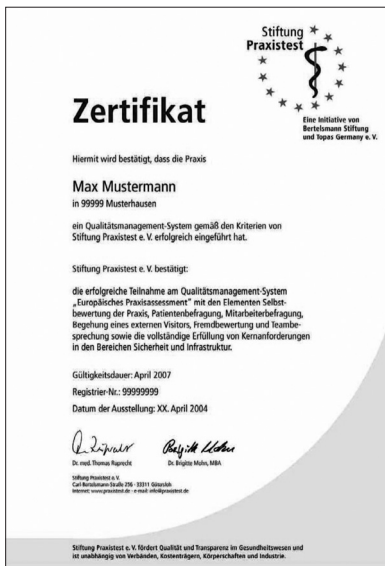 Stiftung
Praxistest
Eine Initiative von
Bertelsmann Stiftung
und Topas Germany e. V.
Zertifikat
Hiermit wird bestätigt, dass die Praxis
Max Mustermann
in 99999 Musterhausen
ein Qualitätsmanagement-System gemäß den Kriterien von
Stiftung Praxistest e. V. erfolgreich eingeführt hat.
Stiftung Praxistest e. V. bestätigt:
die erfolgreiche Teilnahme am Qualitätsmanagement-System
„Europäisches Praxisassessment“ mit den Elementen Selbst-
bewertung der Praxis, Patientenbefragung, Mitarbeiterbefragung,
Begehung eines externen Visitors, Fremdbewertung und Teambe-
sprechung sowie die vollständige Erfüllung von Kernanforderungen
in den Bereichen Sicherheit und Infrastruktur.
Gültigkeitsdauer: April 2007
Registrier-Nr.: 99999999
Datum der Ausstellung: XX. April 2004
Dr. med. Thomas Ruprecht Dr. Brigitte Mohn, MBA
Stiftung Praxistest e. V.
Carl-Bertelsmann-Straße 256 · 33311 Gütersloh
Internet: www.praxistest.de · e-mail: info@praxistest.de
Stiftung Praxistest e. V. fördert Qualität und Transparenz im Gesundheitswesen und
ist unabhängig von Verbänden, Kostenträgern, Körperschaften und Industrie.